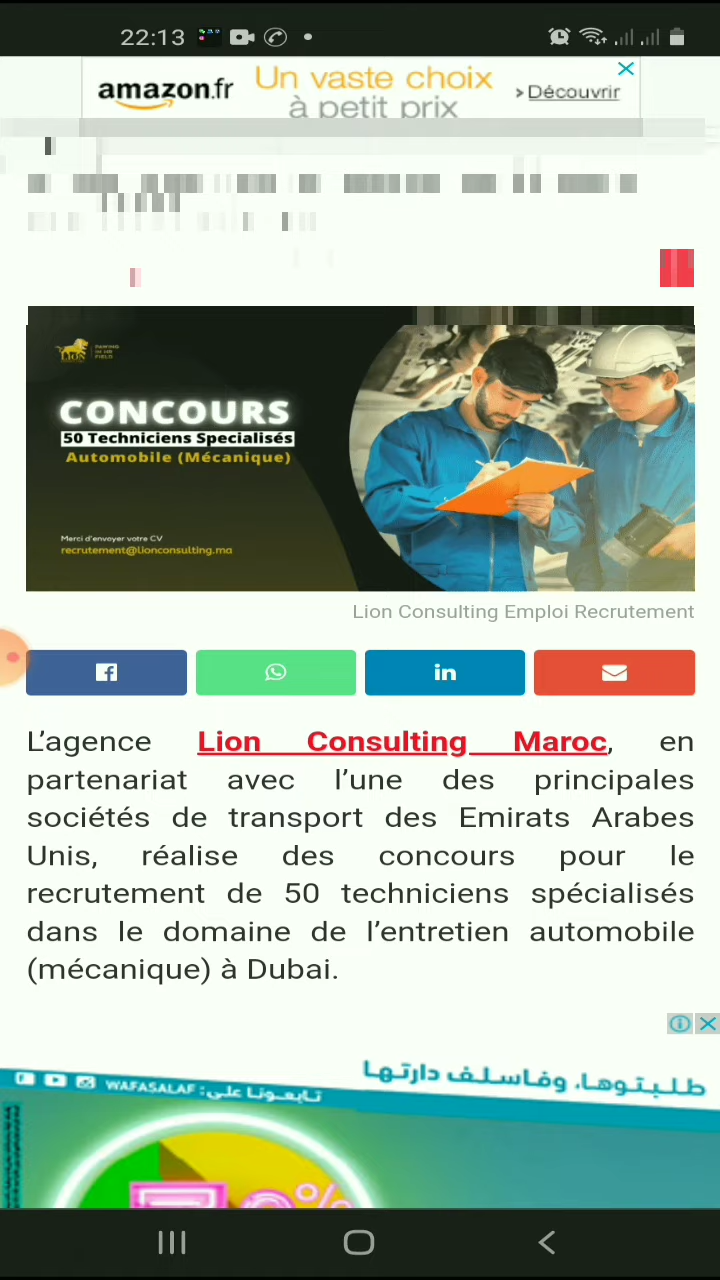 22:13
amazon.fr
Un vaste choix
à petit prix
> Découvrir
LION
CONCOURS
50 Techniciens Specialisés
Automobile (Mécanique)
Merci d'envoyer votre CV
recrutement@lionconsulting.ma
Lion Consulting Emploi Recrutement
L’agence Lion Consulting Maroc, en
partenariat avec l’une des principales
sociétés de transport des Emirats Arabes
Unis, réalise des concours pour le
recrutement de 50 techniciens spécialisés
dans le domaine de l’entretien automobile
(mécanique) à Dubai.
طلبتوها، وفاسلف دارتها
تابعونا على: WAFASALAF